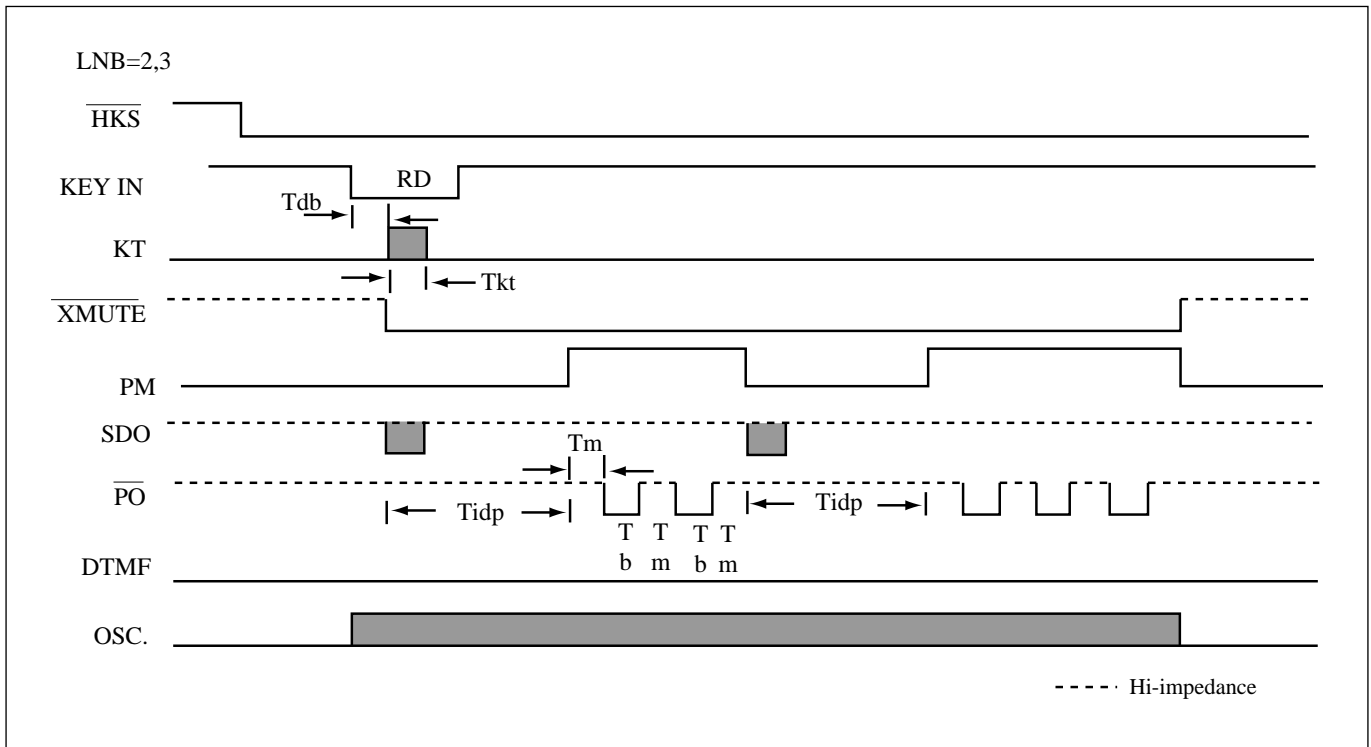 LNB=2,3
HKS
KEY IN
RD
Tdb
KT
Tkt
XMUTE
PM
SDO
Tm
PO
Tidp
Tidp
T T T T
b m b m
DTMF
OSC.
Hi-impedance